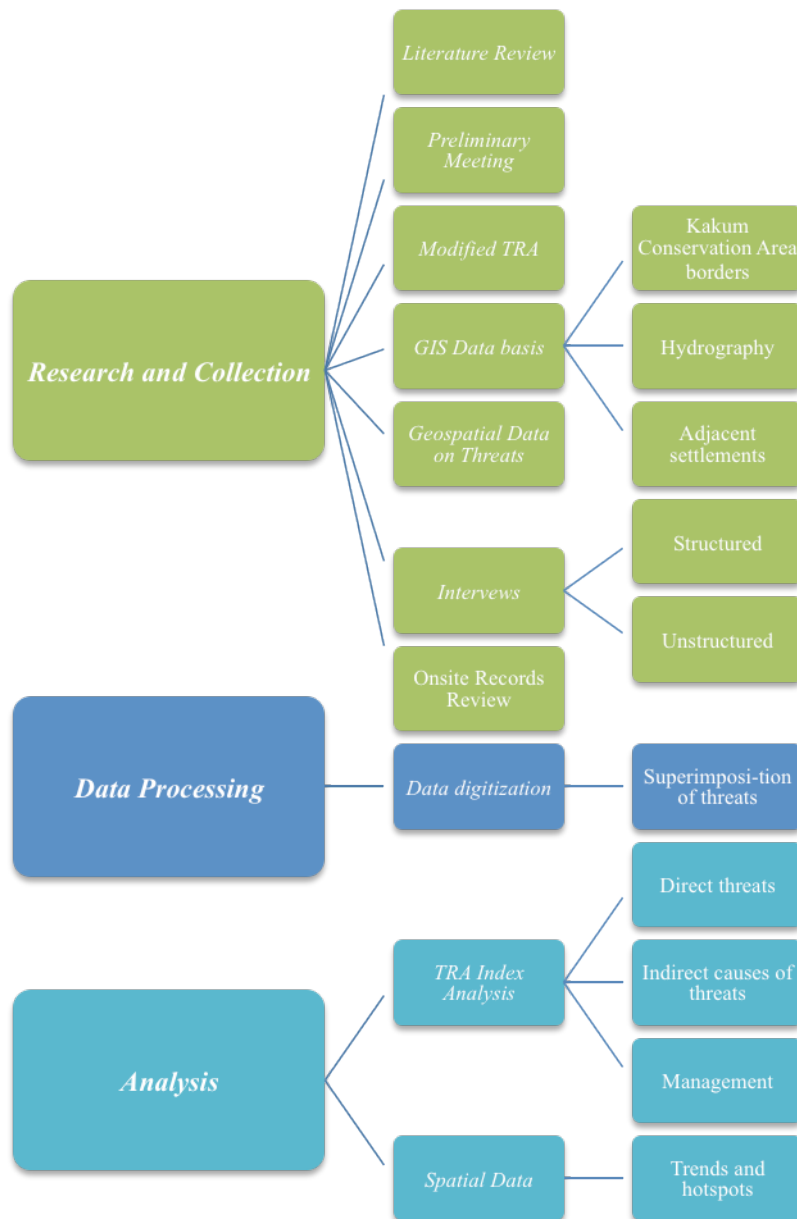 Literature Review
Preliminary
Meeting
Modified TRA
Kakum
Conservation Area
borders
Research and Collection
GIS Data basis
Hydrography
Geospatial Data
on Threats
Adjacent
settlements
Intervews
Structured
Unstructured
Onsite Records
Review
Data Processing
Data digitization
Superimposi-tion
of threats
Analysis
TRA Index
Analysis
Direct threats
Indirect causes of
threats
Management
Spatial Data
Trends and
hotspots